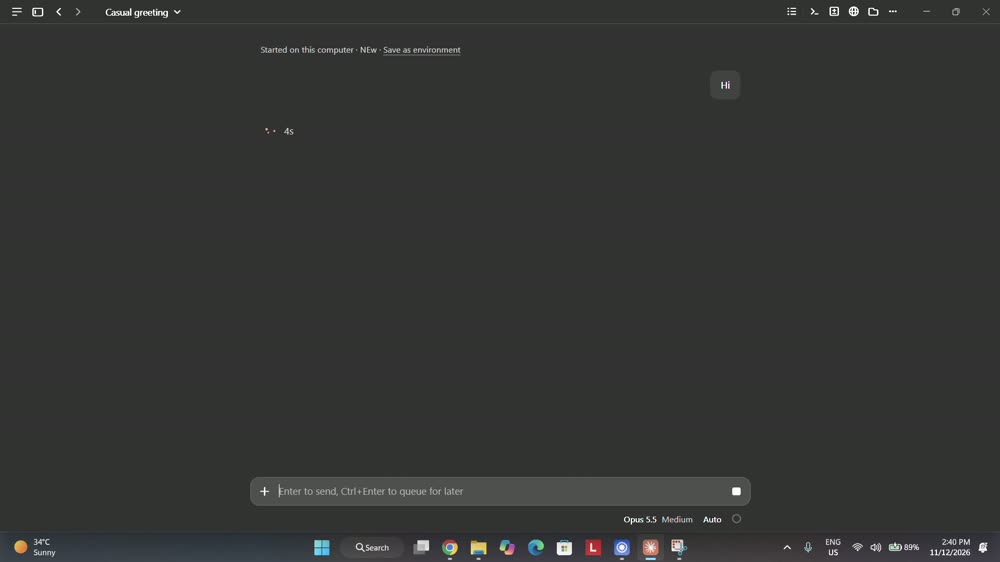 Casual greeting
Started on this computer · NEw · Save as environment
Hi
4s
Enter to send, Ctrl+Enter to queue for later
Opus 5.5 Medium Auto
34°C
Sunny
Search
L
ENG
US
89%
2:40 PM
11/12/2026